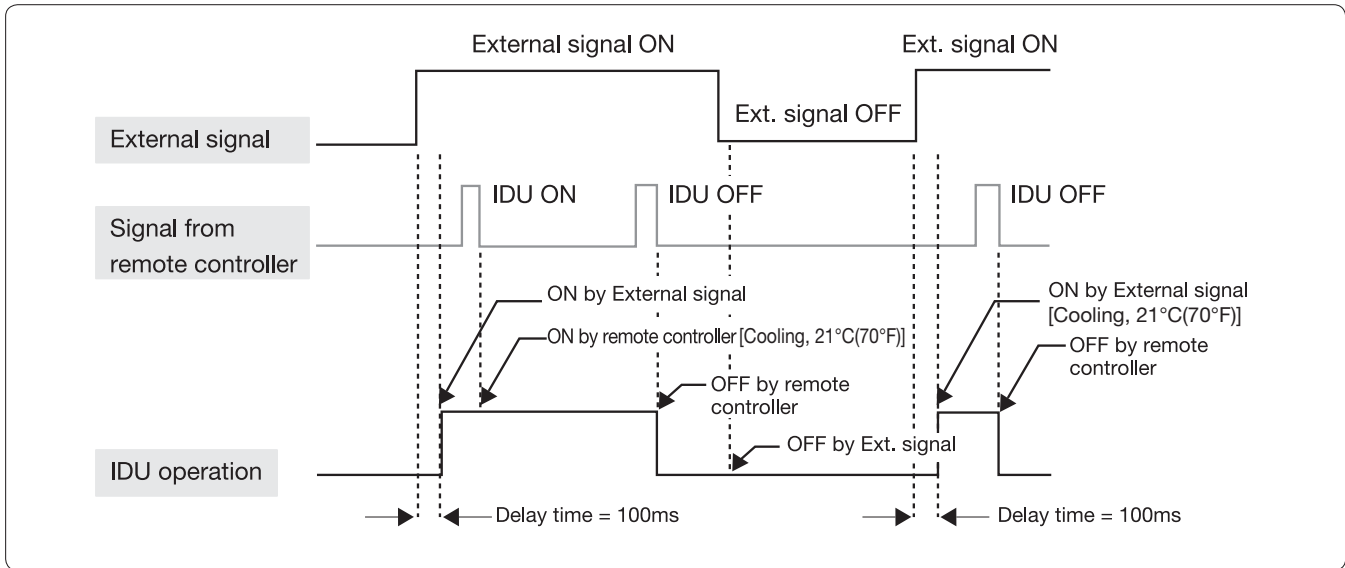 External signal ON
Ext. signal ON
Ext. signal OFF
External signal
IDU ON
IDU OFF
IDU OFF
Signal from
remote controller
ON by External signal
ON by remote controller [Cooling, 21°C(70°F)]
OFF by remote
controller
OFF by Ext. signal
ON by External signal
[Cooling, 21°C(70°F)]
OFF by remote
controller
IDU operation
Delay time = 100ms
Delay time = 100ms